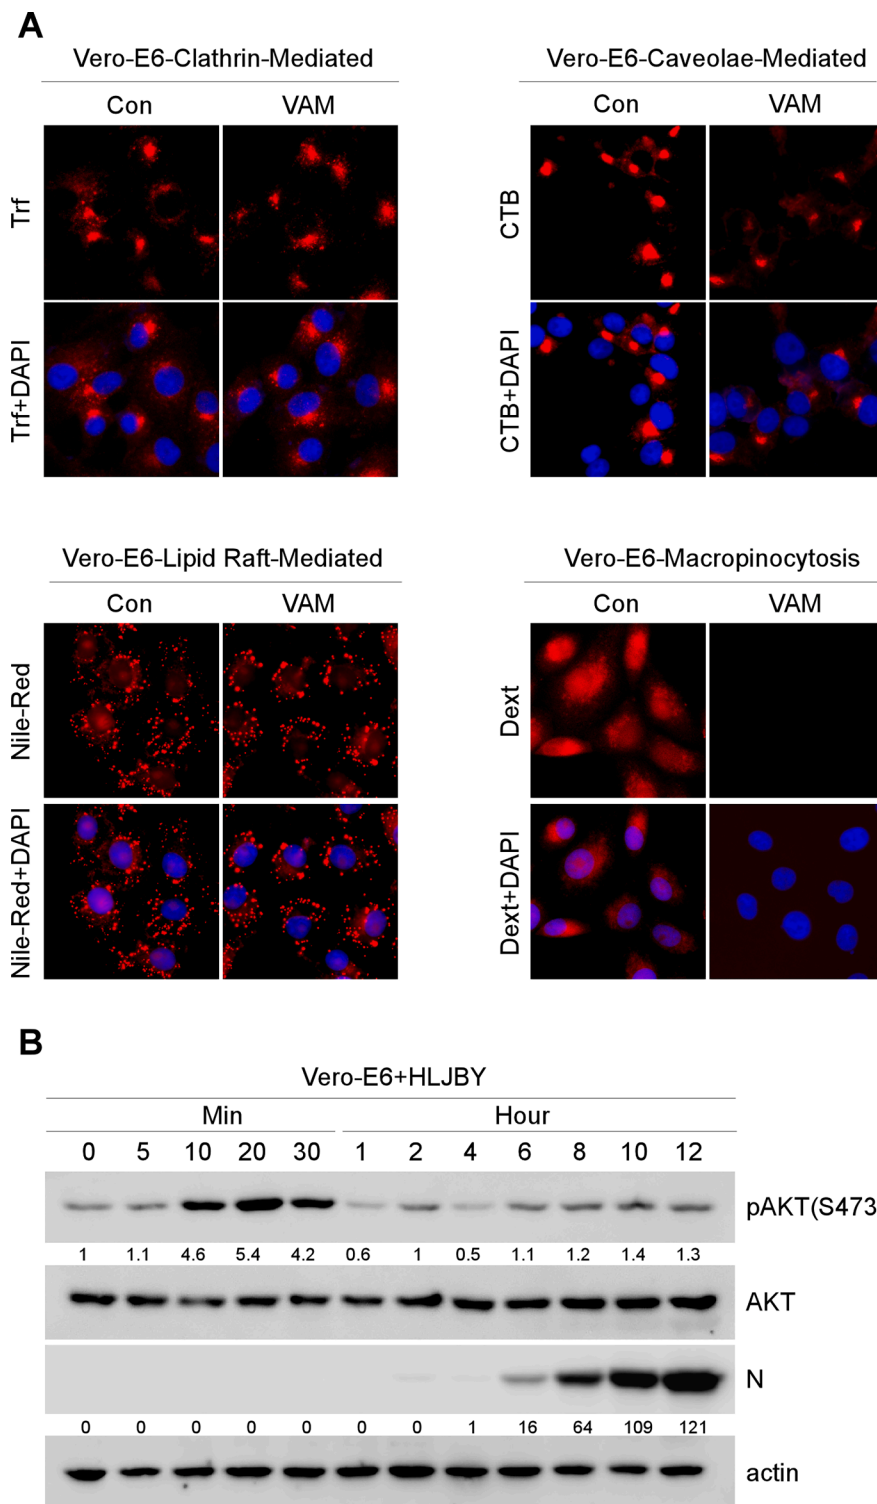 A
Vero-E6-Clathrin-Mediated
Vero-E6-Caveolae-Mediated
Con
VAM
Con
VAM
Trf
CTB
Trf+DAPI
CTB+DAPI
Vero-E6-Lipid Raft-Mediated
Vero-E6-Macropinocytosis
Con
VAM
Con
VAM
Nile-Red
Dext
Nile-Red+DAPI
Dext+DAPI
B
Vero-E6+HLJBY
Min
Hour
0 5 10 20 30 1 2 4 6 8 10 12
pAKT(S473
1 1.1 4.6 5.4 4.2 0.6 1 0.5 1.1 1.2 1.4 1.3
AKT
N
0 0 0 0 0 0 0 1 16 64 109 121
actin